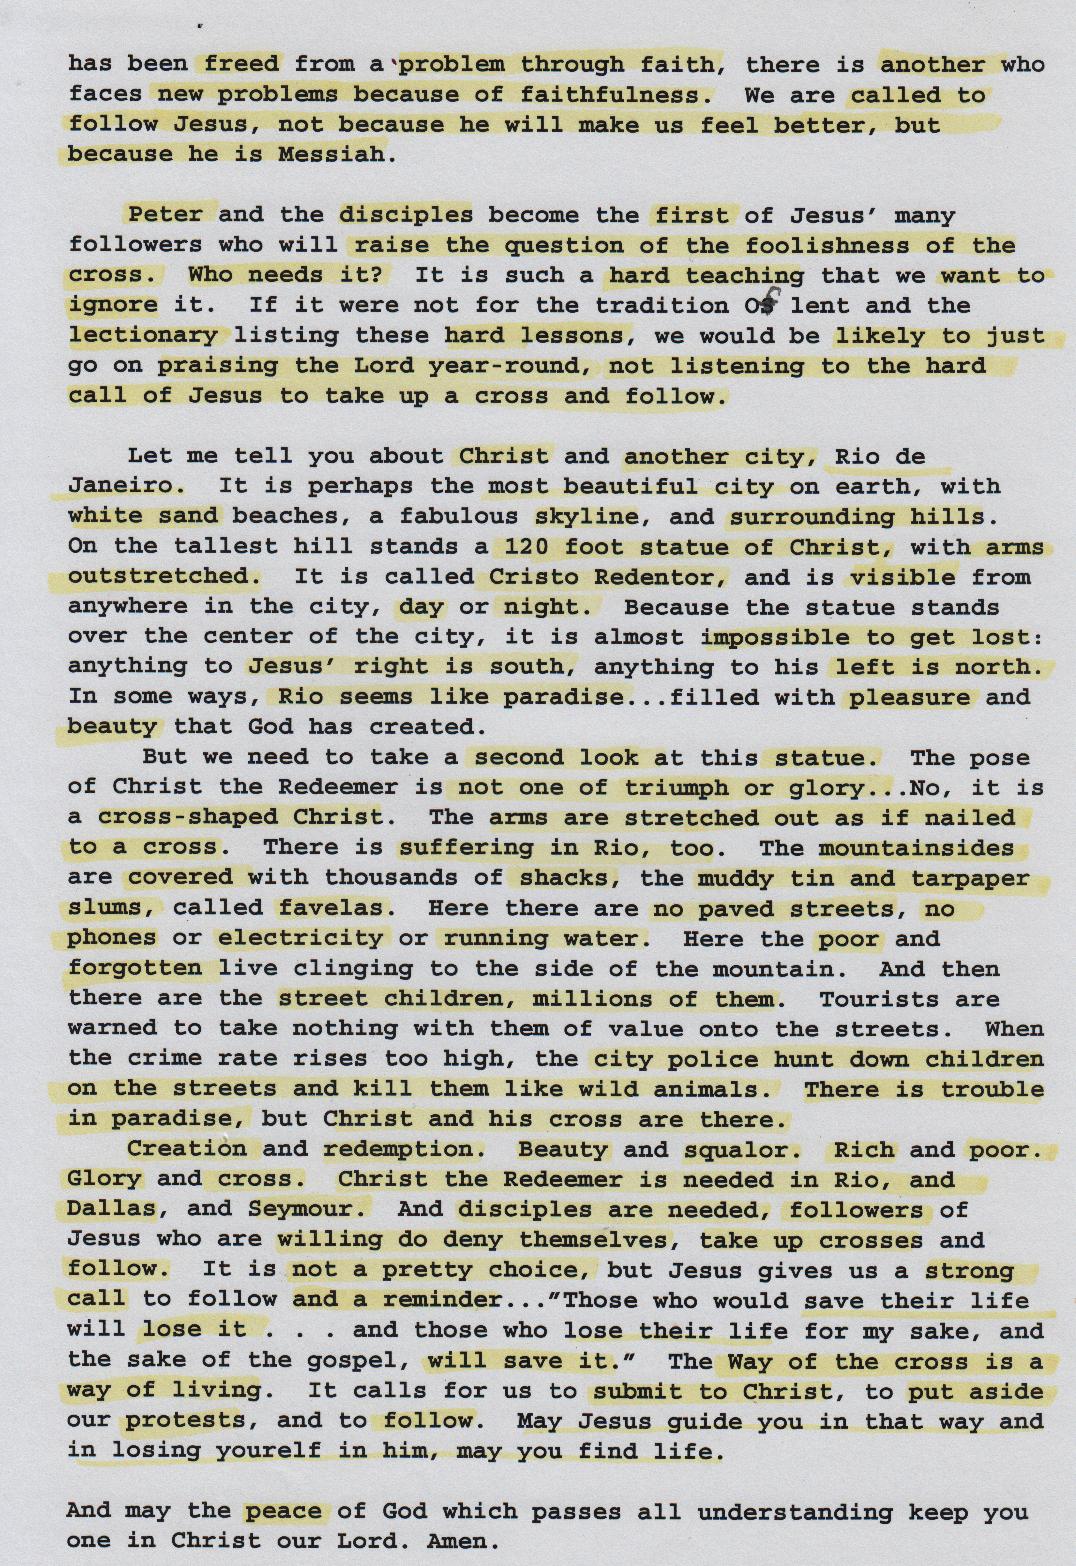 has been freed from a problem through faith, there is another who
faces new problems because of faithfulness.  We are called to
follow Jesus, not because he will make us feel better, but
because he is Messiah.
Peter and the disciples become the first of Jesus' many
followers who will raise the question of the foolishness of the
cross.  Who needs it?  It is such a hard teaching that we want to
ignore it.  If it were not for the tradition Of lent and the
lectionary listing these hard lessons, we would be likely to just
go on praising the Lord year-round, not listening to the hard
call of Jesus to take up a cross and follow.
Let me tell you about Christ and another city, Rio de
Janeiro.  It is perhaps the most beautiful city on earth, with
white sand beaches, a fabulous skyline, and surrounding hills.
On the tallest hill stands a 120 foot statue of Christ, with arms
outstretched.  It is called Cristo Redentor, and is visible from
anywhere in the city, day or night.  Because the statue stands
over the center of the city, it is almost impossible to get lost:
anything to Jesus' right is south, anything to his left is north.
In some ways, Rio seems like paradise...filled with pleasure and
beauty that God has created.
But we need to take a second look at this statue.  The pose
of Christ the Redeemer is not one of triumph or glory...No, it is
a cross-shaped Christ.  The arms are stretched out as if nailed
to a cross.  There is suffering in Rio, too.  The mountainsides
are covered with thousands of shacks, the muddy tin and tarpaper
slums, called favelas.  Here there are no paved streets, no
phones or electricity or running water.  Here the poor and
forgotten live clinging to the side of the mountain.  And then
there are the street children, millions of them.  Tourists are
warned to take nothing with them of value onto the streets.  When
the crime rate rises too high, the city police hunt down children
on the streets and kill them like wild animals.  There is trouble
in paradise, but Christ and his cross are there.
Creation and redemption.  Beauty and squalor.  Rich and poor.
Glory and cross.  Christ the Redeemer is needed in Rio, and
Dallas, and Seymour.  And disciples are needed, followers of
Jesus who are willing do deny themselves, take up crosses and
follow.  It is not a pretty choice, but Jesus gives us a strong
call to follow and a reminder..."Those who would save their life
will lose it . . . and those who lose their life for my sake, and
the sake of the gospel, will save it."  The Way of the cross is a
way of living.  It calls for us to submit to Christ, to put aside
our protests, and to follow.  May Jesus guide you in that way and
in losing yourelf in him, may you find life.
And may the peace of God which passes all understanding keep you
one in Christ our Lord. Amen.